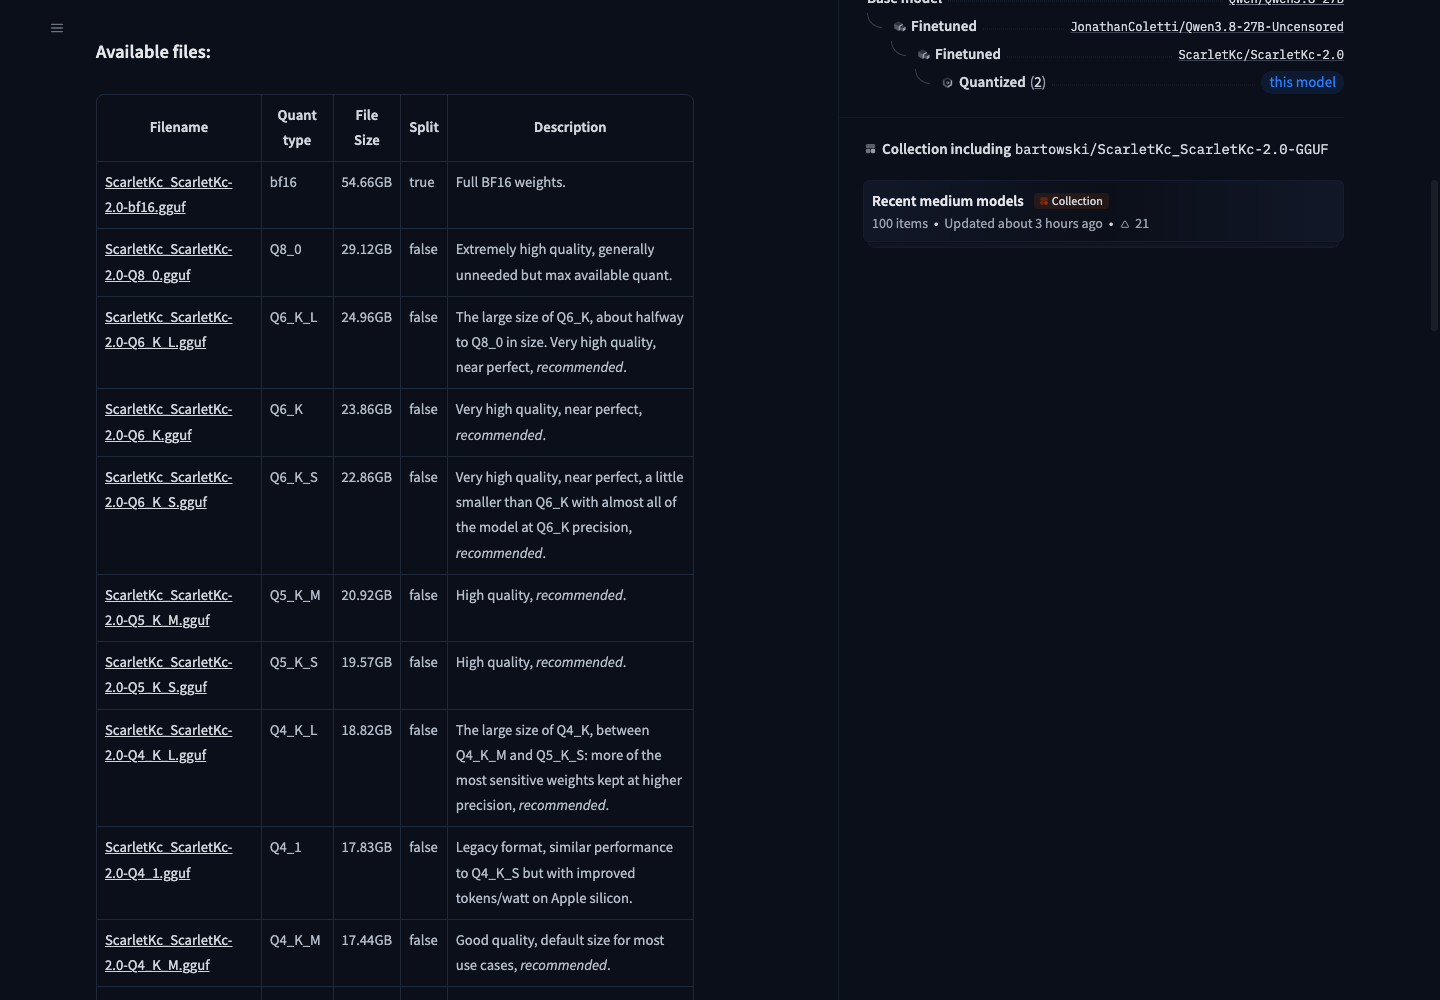 Available files:
Filename
Quant
type
File
Size
Split
Description
ScarletKc_ScarletKc-
2.0-bf16.gguf
bf16
54.66GB
true
Full BF16 weights.
ScarletKc_ScarletKc-
2.0-Q8_0.gguf
Q8_0
29.12GB
false
Extremely high quality, generally
unneeded but max available quant.
ScarletKc_ScarletKc-
2.0-Q6_K_L.gguf
Q6_K_L
24.96GB
false
The large size of Q6_K, about halfway
to Q8_0 in size. Very high quality,
near perfect, recommended.
ScarletKc_ScarletKc-
2.0-Q6_K.gguf
Q6_K
23.86GB
false
Very high quality, near perfect,
recommended.
ScarletKc_ScarletKc-
2.0-Q6_K_S.gguf
Q6_K_S
22.86GB
false
Very high quality, near perfect, a little
smaller than Q6_K with almost all of
the model at Q6_K precision,
recommended.
ScarletKc_ScarletKc-
2.0-Q5_K_M.gguf
Q5_K_M
20.92GB
false
High quality, recommended.
ScarletKc_ScarletKc-
2.0-Q5_K_S.gguf
Q5_K_S
19.57GB
false
High quality, recommended.
ScarletKc_ScarletKc-
2.0-Q4_K_L.gguf
Q4_K_L
18.82GB
false
The large size of Q4_K, between
Q4_K_M and Q5_K_S: more of the
most sensitive weights kept at higher
precision, recommended.
ScarletKc_ScarletKc-
2.0-Q4_1.gguf
Q4_1
17.83GB
false
Legacy format, similar performance
to Q4_K_S but with improved
tokens/watt on Apple silicon.
ScarletKc_ScarletKc-
2.0-Q4_K_M.gguf
Q4_K_M
17.44GB
false
Good quality, default size for most
use cases, recommended.
Base model
Qwen/Qwen3.8-27B
Finetuned
JonathanColetti/Qwen3.8-27B-Uncensored
Finetuned
ScarletKc/ScarletKc-2.0
Quantized (2)
this model
Collection including bartowski/ScarletKc_ScarletKc-2.0-GGUF
Recent medium models
Collection
100 items • Updated about 3 hours ago • 21